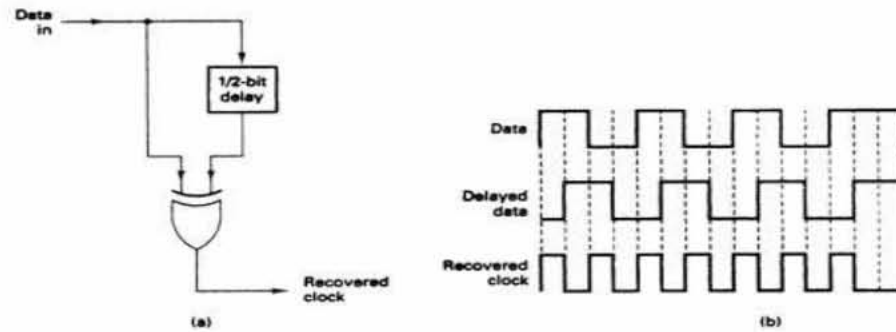 Data
in
1/2-bit
delay
Recovered
clock
(a)
Data
Delayed
data
Recovered
clock
(b)